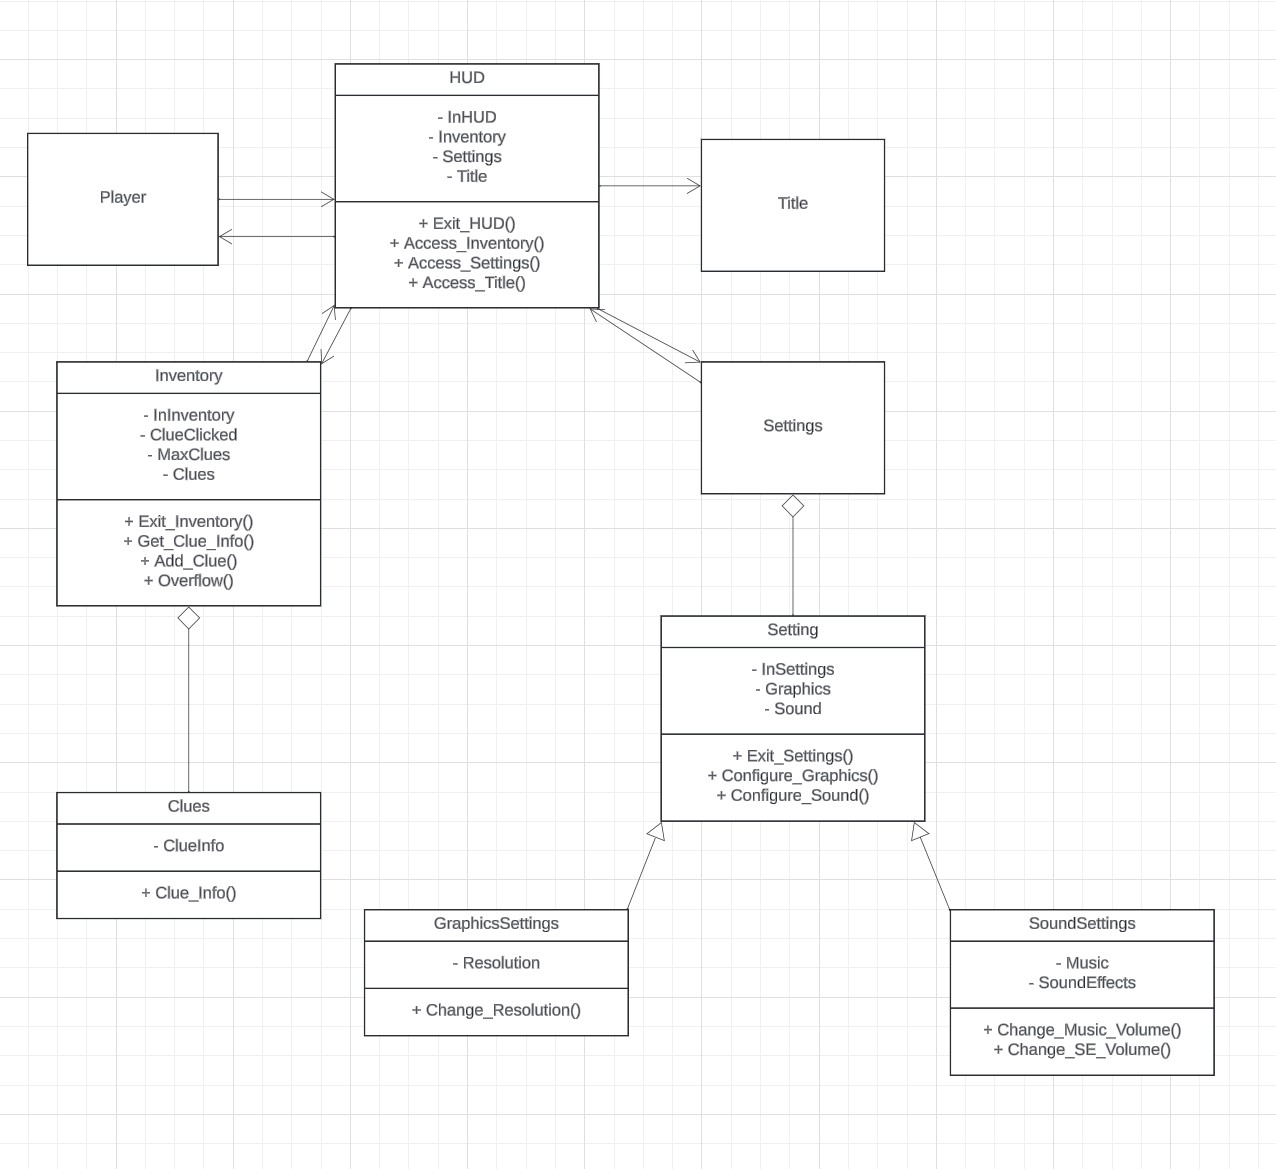 HUD
- InHUD
- Inventory
- Settings
- Title
+ Exit_HUD()
+ Access_Inventory()
+ Access_Settings()
+ Access_Title()
Player
Title
Inventory
- InInventory
- ClueClicked
- MaxClues
- Clues
+ Exit_Inventory()
+ Get_Clue_Info()
+ Add_Clue()
+ Overflow()
Settings
Setting
- InSettings
- Graphics
- Sound
+ Exit_Settings()
+ Configure_Graphics()
+ Configure_Sound()
Clues
- ClueInfo
+ Clue_Info()
GraphicsSettings
- Resolution
+ Change_Resolution()
SoundSettings
- Music
- SoundEffects
+ Change_Music_Volume()
+ Change_SE_Volume()